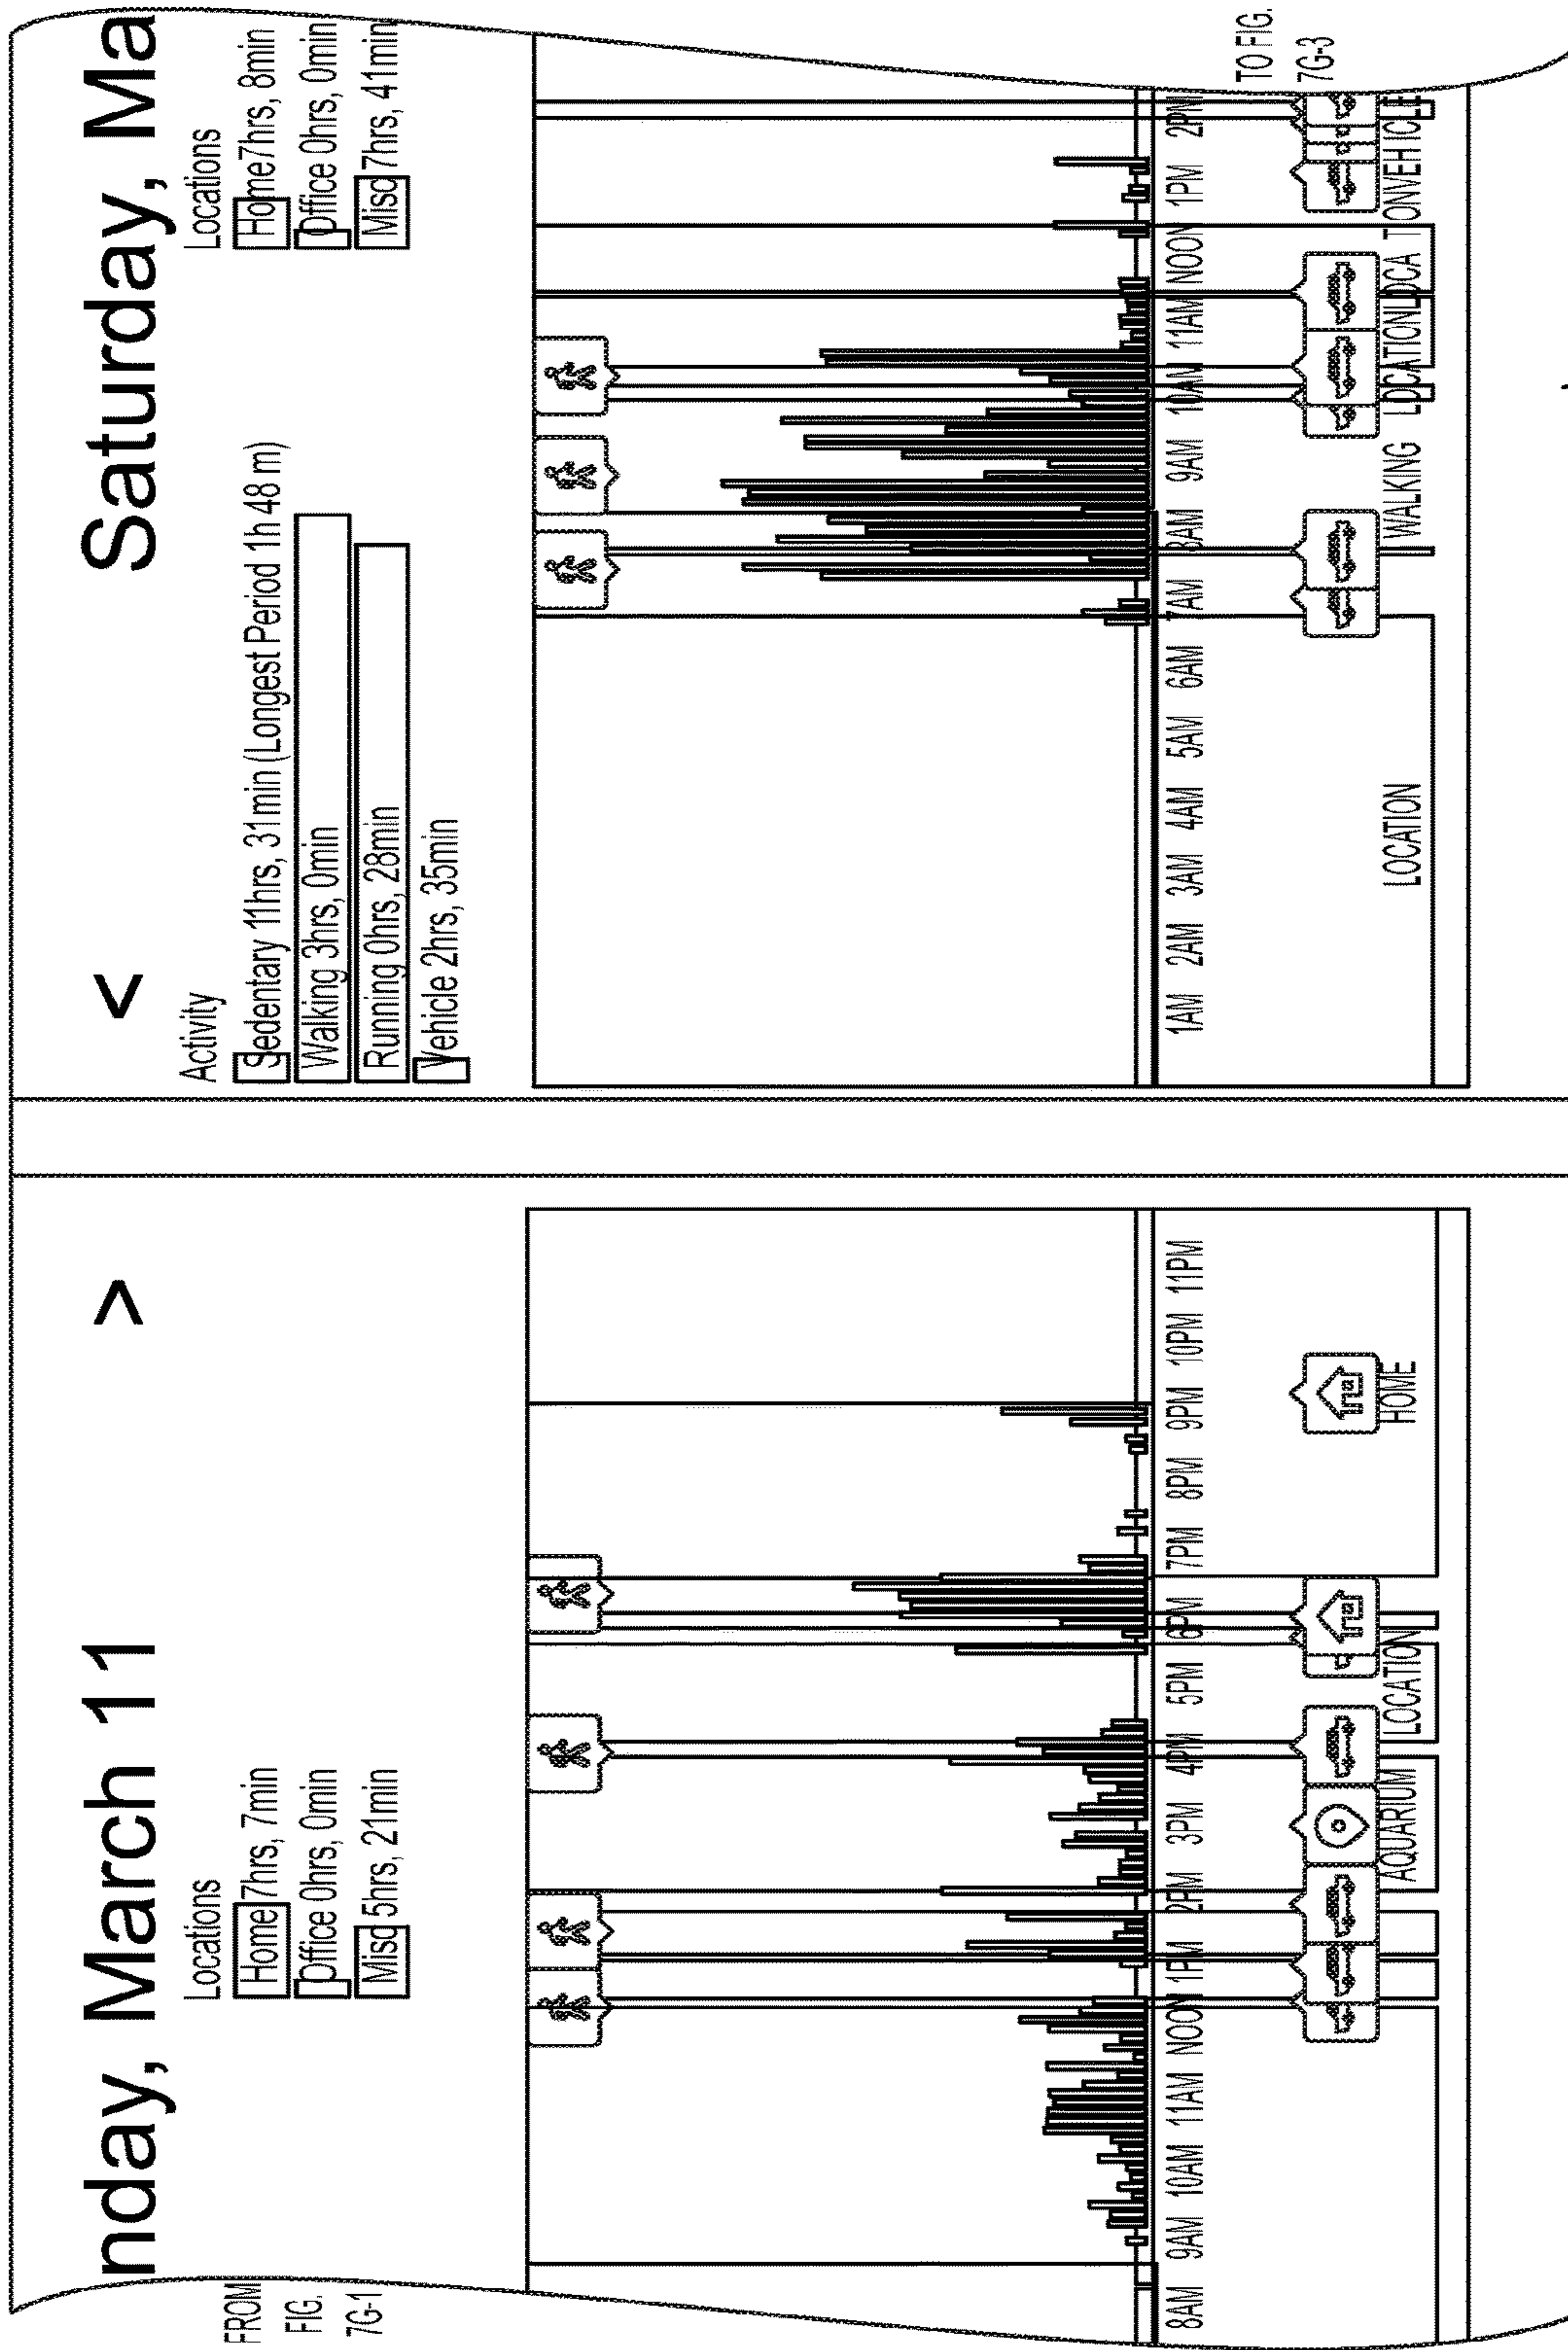 FROM
FIG.
7G-1
nday, March 11 >
Locations
Home 7hrs, 7min
Office 0hrs, 0min
Misc 5hrs, 21min
8AM 9AM 10AM 11AM NOON 1PM 2PM 3PM 4PM 5PM 6PM 7PM 8PM 9PM 10PM 11PM
AQUARIUM LOCATION HOME
< Saturday, Ma
Activity
Sedentary 11hrs, 31min (Longest Period 1h 48 m)
Walking 3hrs, 0min
Running 0hrs, 28min
Vehicle 2hrs, 35min
Locations
Home 7hrs, 8min
Office 0hrs, 0min
Misc 7hrs, 41min
1AM 2AM 3AM 4AM 5AM 6AM 7AM 8AM 9AM 10AM 11AM NOON 1PM 2PM
LOCATION WALKING LOCATION LOCA T ION VEHICLE
TO FIG.
7G-3